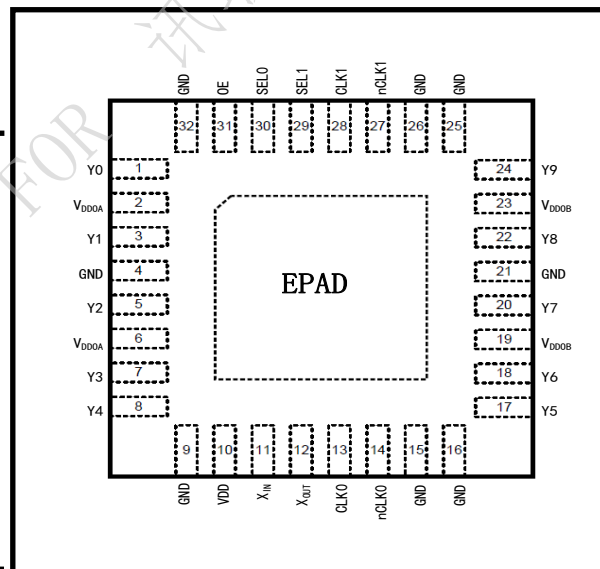 FOR 讯
GND OE SEL0 SEL1 CLK1 nCLK1 GND GND
32 31 30 29 28 27 26 25
Y0 1 24 Y9
VDDOA 2 23 VDDOB
Y1 3 22 Y8
GND 4 21 GND
EPAD
Y2 5 20 Y7
VDDOA 6 19 VDDOB
Y3 7 18 Y6
Y4 8 17 Y5
9 10 11 12 13 14 15 16
GND VDD XIN XOUT CLK0 nCLK0 GND GND